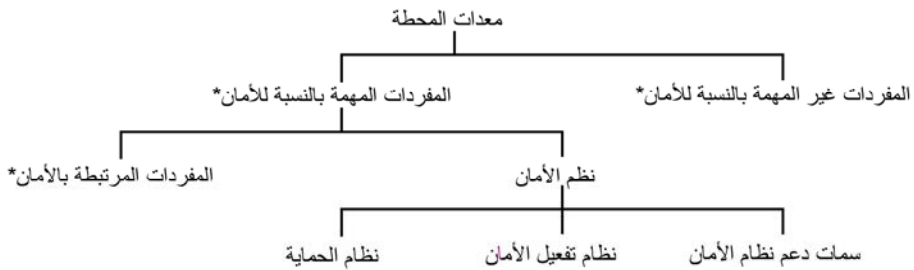 معدات المحطة
المفردات غير المهمة بالنسبة للأمان*
المفردات المهمة بالنسبة للأمان*
نظم الأمان
المفردات المرتبطة بالأمان*
سمات دعم نظام الأمان
نظام تفعيل الأمان
نظام الحماية